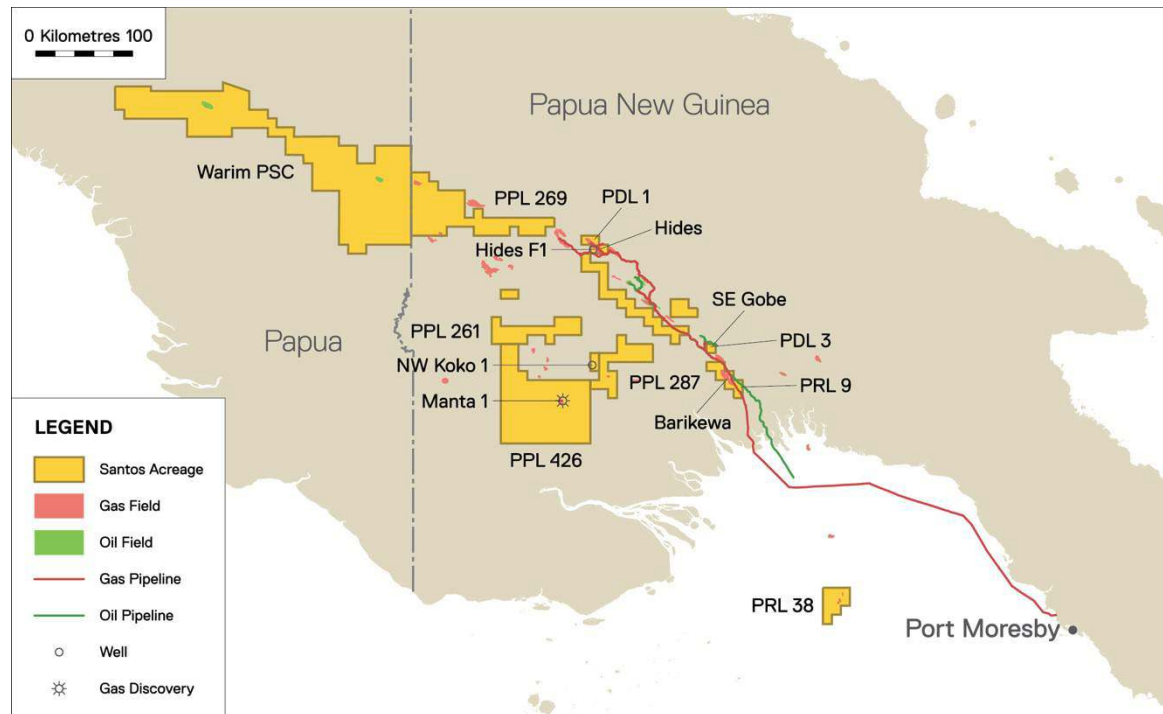 0 Kilometres 100
Papua New Guinea
Warim PSC
PPL 269
PDL 1
Hides
Hides F1
SE Gobe
PPL 261
Papua
PDL 3
NW Koko 1
PPL 287
PRL 9
Manta 1
Barikewa
PPL 426
LEGEND
Santos Acreage
Gas Field
Oil Field
Gas Pipeline
Oil Pipeline
Well
Gas Discovery
PRL 38
Port Moresby